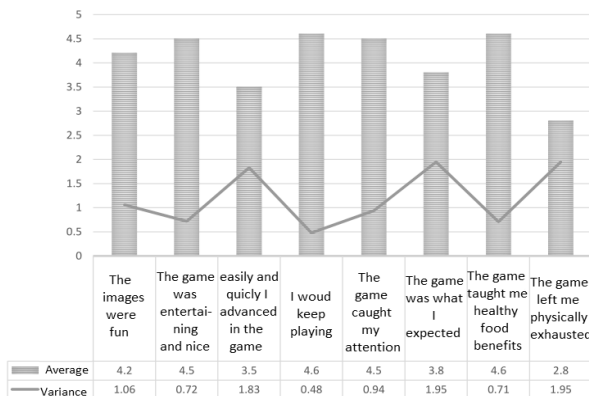 5
4.5
4
3.5
3
2.5
2
1.5
1
0.5
0
The
images
were
fun
The game
was
entertai-
ning
and nice
easily and
quicly I
advanced
in the
game
I woud
keep
playing
The
game
caught
my
attention
The game
was what
I
expected
The game
taught me
healthy
food
benefits
The game
left me
physically
exhausted
Average 4.2 4.5 3.5 4.6 4.5 3.8 4.6 2.8
Variance 1.06 0.72 1.83 0.48 0.94 1.95 0.71 1.95